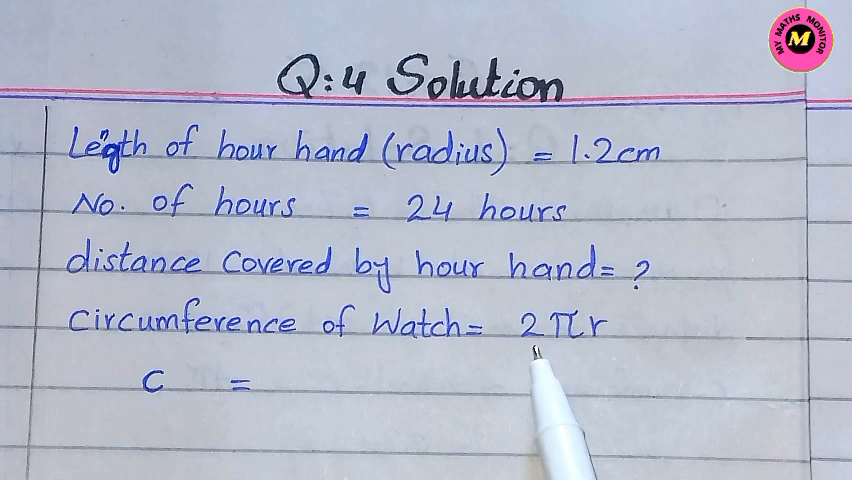 MY MATHS MONITOR
M
Q:4 Solution
Length of hour hand (radius) = 1.2cm
No. of hours = 24 hours
distance covered by hour hand= ?
Circumference of Watch= 2πr
C =